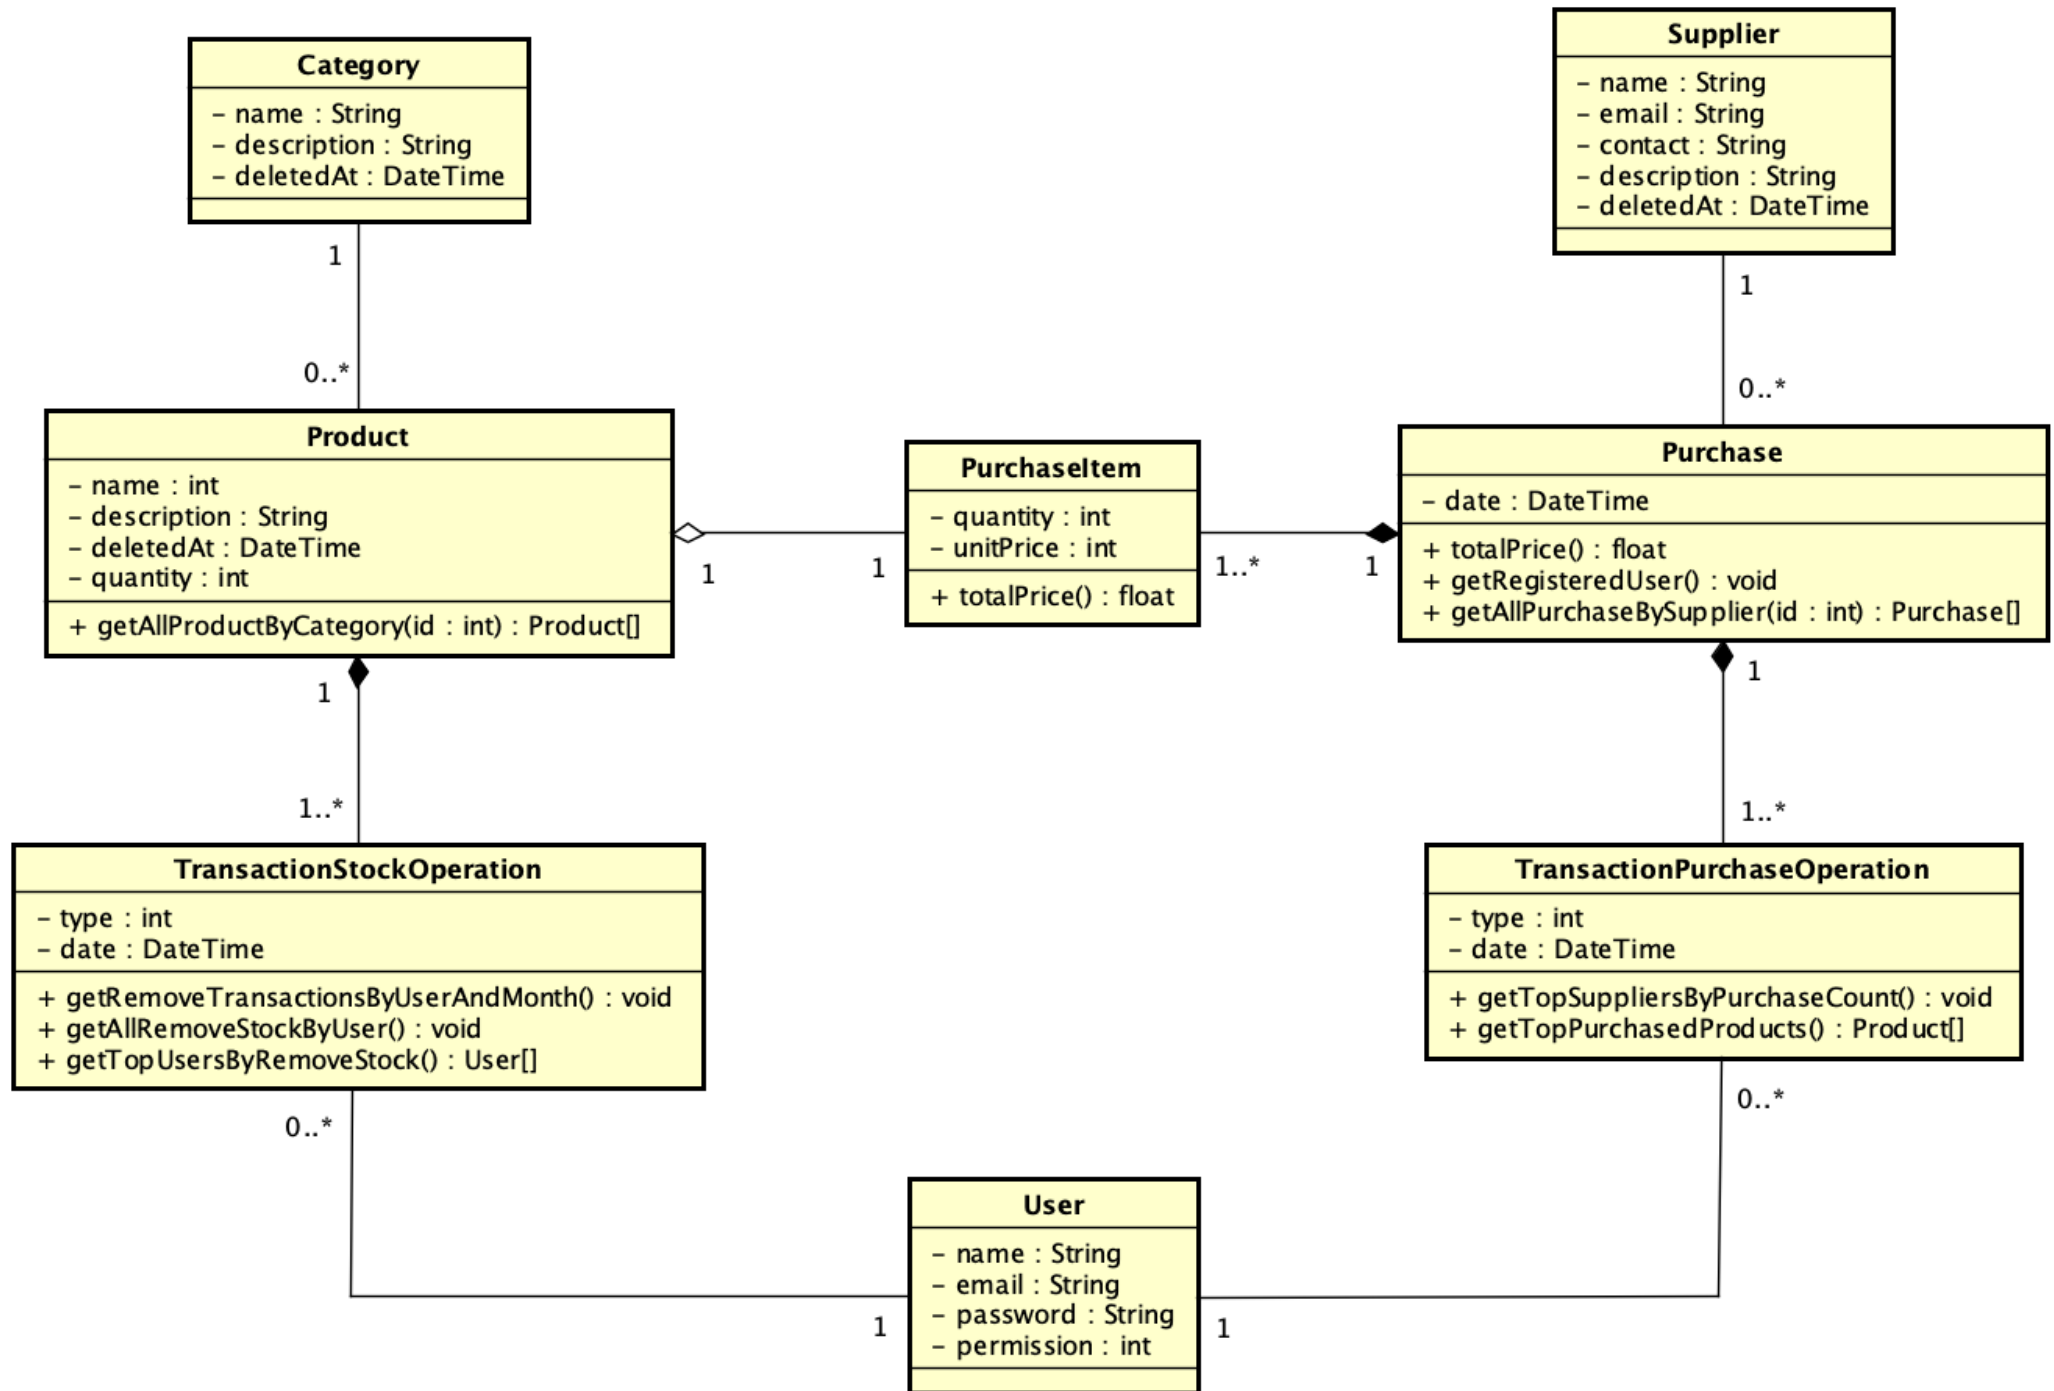 Category
– name : String
– description : String
– deletedAt : DateTime
1
0..*
Supplier
– name : String
– email : String
– contact : String
– description : String
– deletedAt : DateTime
1
0..*
Product
– name : int
– description : String
– deletedAt : DateTime
– quantity : int
+ getAllProductByCategory(id : int) : Product[]
1
1
PurchaseItem
– quantity : int
– unitPrice : int
+ totalPrice() : float
1..*
1
Purchase
– date : DateTime
+ totalPrice() : float
+ getRegisteredUser() : void
+ getAllPurchaseBySupplier(id : int) : Purchase[]
1
1..*
1
1..*
TransactionStockOperation
– type : int
– date : DateTime
+ getRemoveTransactionsByUserAndMonth() : void
+ getAllRemoveStockByUser() : void
+ getTopUsersByRemoveStock() : User[]
0..*
TransactionPurchaseOperation
– type : int
– date : DateTime
+ getTopSuppliersByPurchaseCount() : void
+ getTopPurchasedProducts() : Product[]
0..*
User
– name : String
– email : String
– password : String
– permission : int
1
1